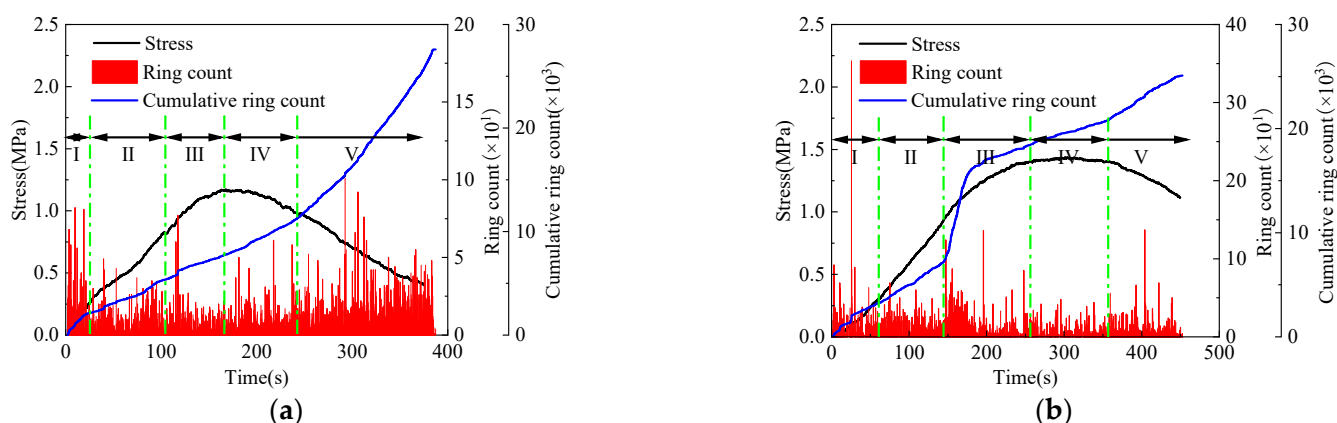 Stress
Ring count
Cumulative ring count
I
II
III
IV
V
2.5
2.0
1.5
1.0
0.5
0.0
Stress(MPa)
0
100
200
300
400
Time(s)
20
15
10
5
0
Ring count(×10¹)
30
20
10
0
Cumulative ring count(×10³)
(a)
Stress
Ring count
Cumulative ring count
I
II
III
IV
V
2.5
2.0
1.5
1.0
0.5
0.0
Stress(MPa)
0
100
200
300
400
500
Time(s)
40
30
20
10
0
Ring count(×10¹)
30
20
10
0
Cumulative ring count (×10³)
(b)